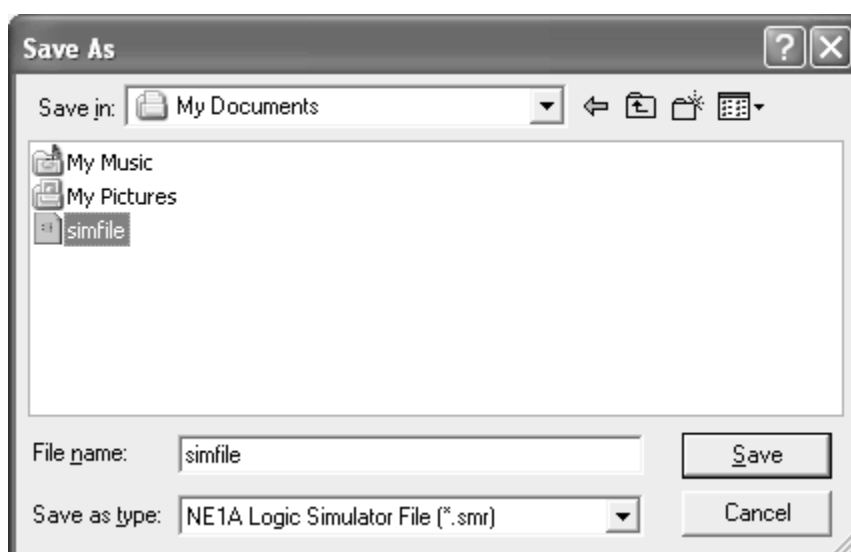 Save As
Save in: My Documents
My Music
My Pictures
simfile
File name: simfile Save
Save as type: NE1A Logic Simulator File (*.smr) Cancel